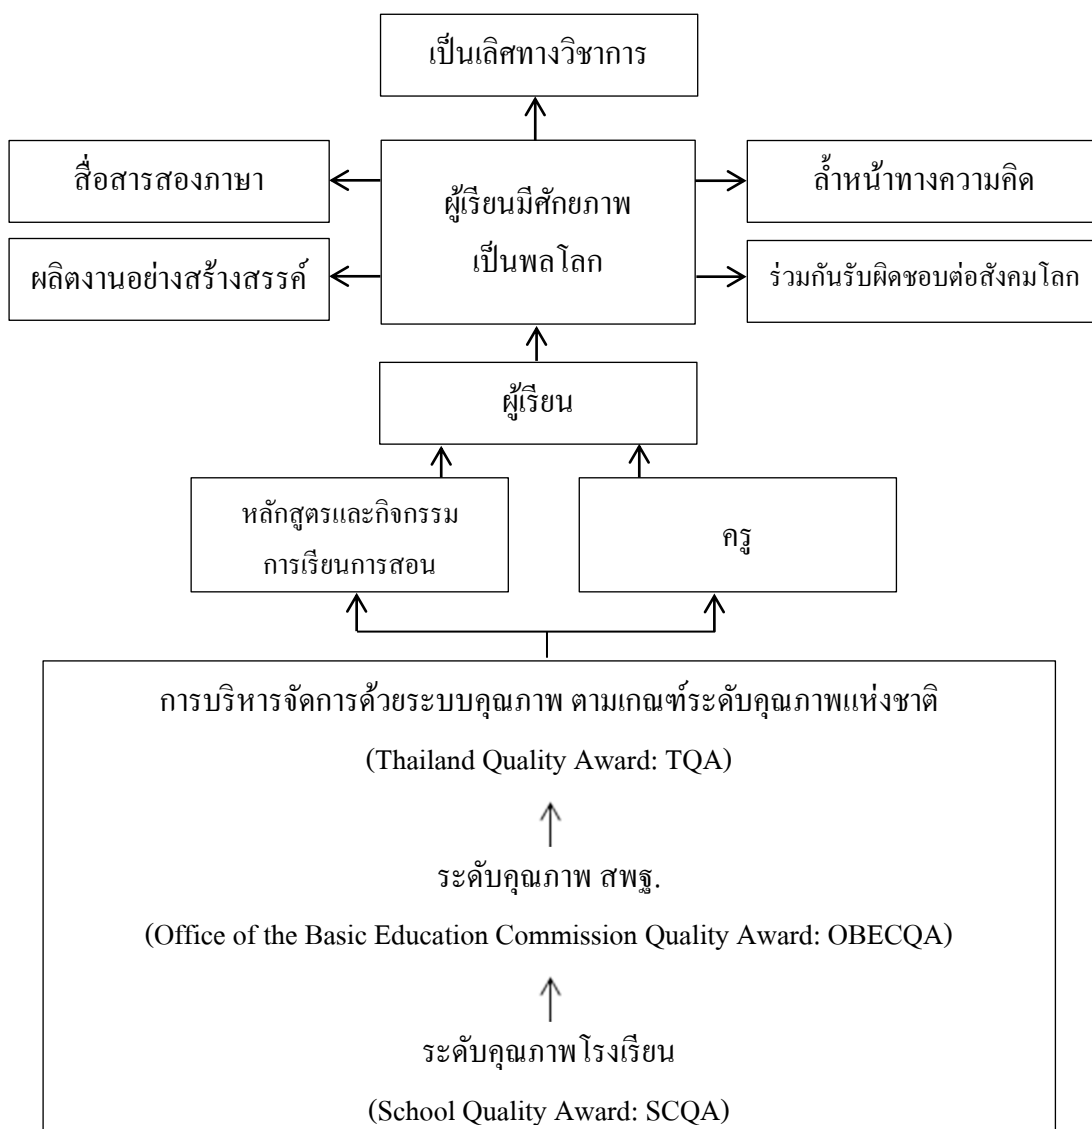 เป็นเลิศทางวิชาการ
สื่อสารสองภาษา
ผู้เรียนมีศักยภาพ
เป็นพลโลก
ล้ำหน้าทางความคิด
ผลิตงานอย่างสร้างสรรค์
ร่วมกันรับผิดชอบต่อสังคมโลก
ผู้เรียน
หลักสูตรและกิจกรรม
การเรียนการสอน
ครู
การบริหารจัดการด้วยระบบคุณภาพ ตามเกณฑ์ระดับคุณภาพแห่งชาติ
(Thailand Quality Award: TQA)
ระดับคุณภาพ สพฐ.
(Office of the Basic Education Commission Quality Award: OBECQA)
ระดับคุณภาพโรงเรียน
(School Quality Award: SCQA)